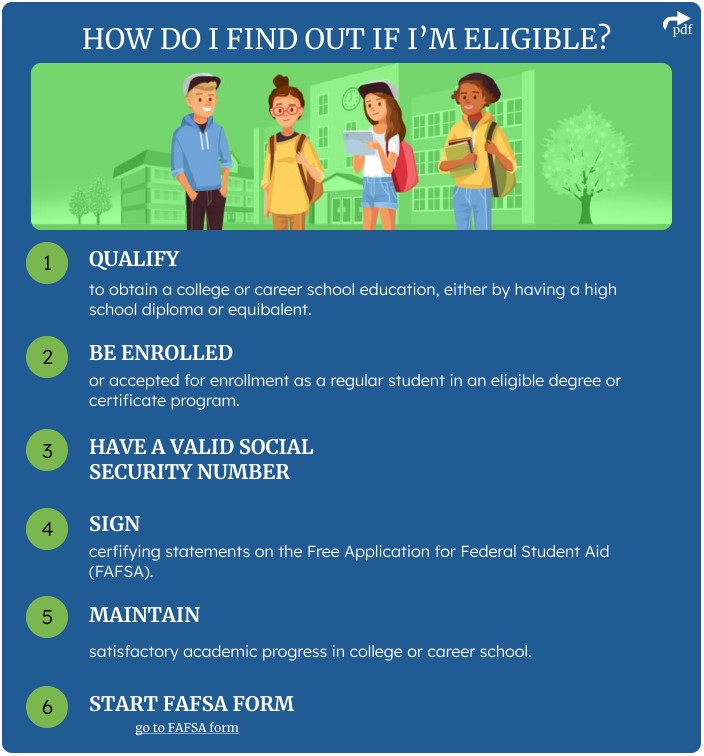 HOW DO I FIND OUT IF I'M ELIGIBLE?
pdf
1
QUALIFY
to obtain a college or career school education, either by having a high
school diploma or equibalent.
2
BE ENROLLED
or accepted for enrollment as a regular student in an eligible degree or
certificate program.
3
HAVE A VALID SOCIAL
SECURITY NUMBER
4
SIGN
cerfifying statements on the Free Application for Federal Student Aid
(FAFSA).
5
MAINTAIN
satisfactory academic progress in college or career school.
6
START FAFSA FORM
go to FAFSA form